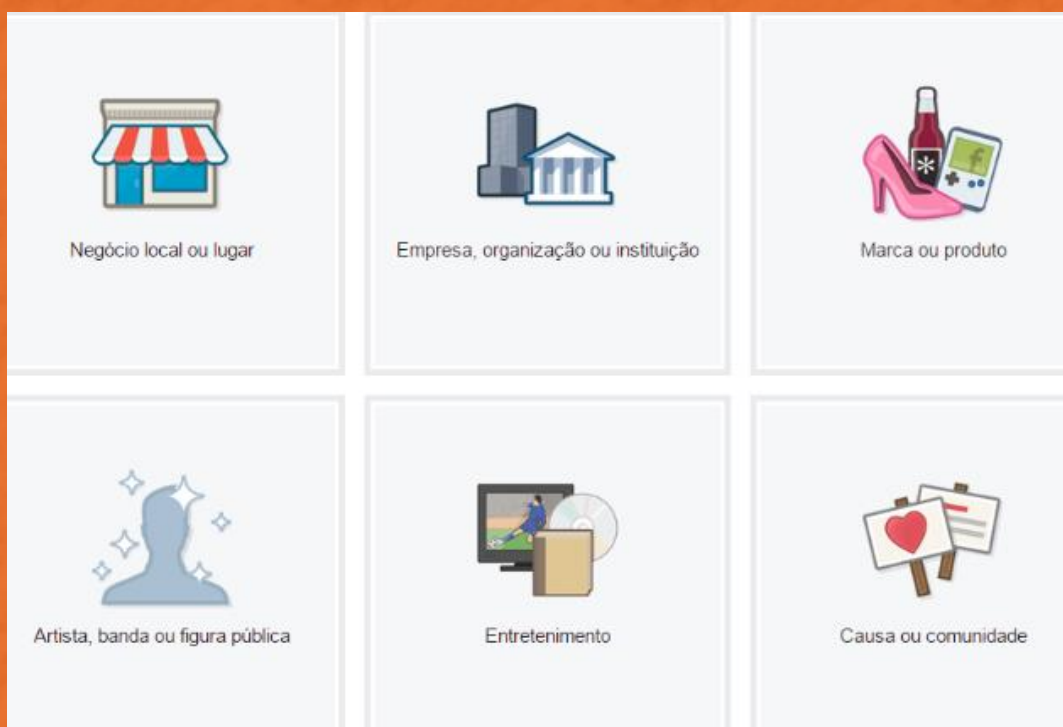 Negócio local ou lugar
Empresa, organização ou instituição
Marca ou produto
Artista, banda ou figura pública
Entretenimento
Causa ou comunidade